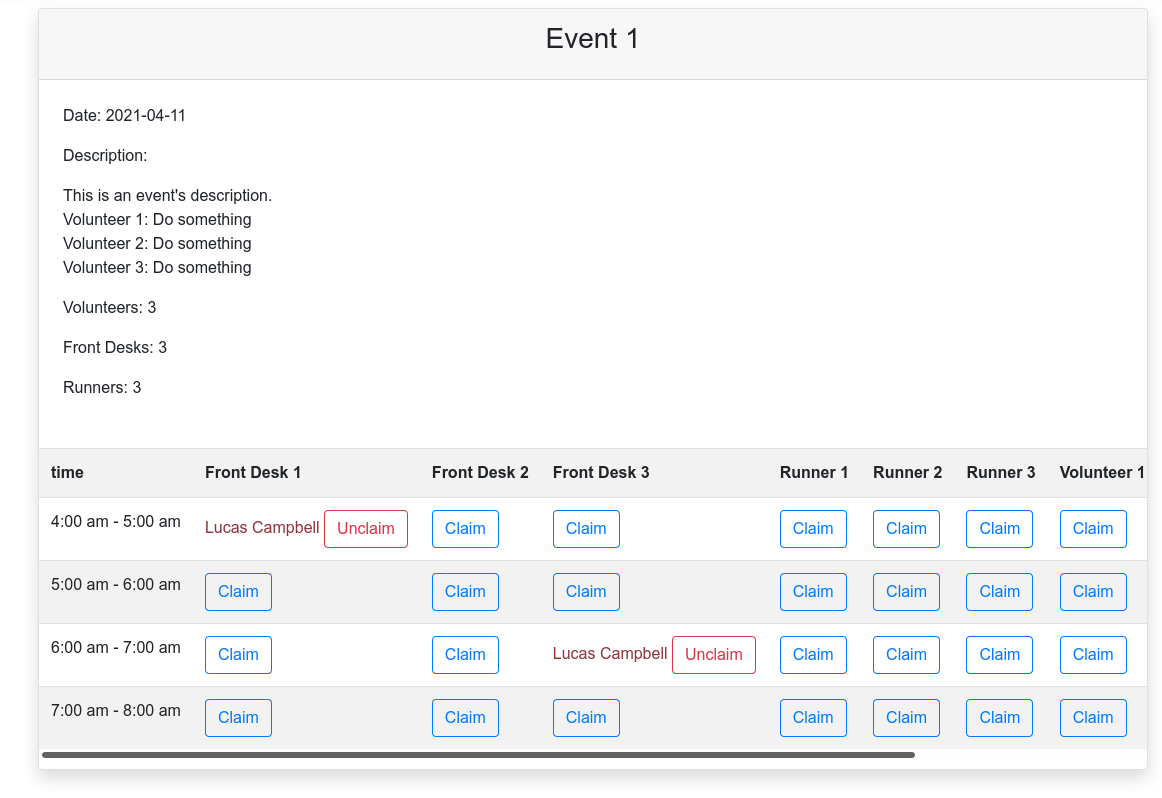 Event 1
Date: 2021-04-11
Description:
This is an event's description.
Volunteer 1: Do something
Volunteer 2: Do something
Volunteer 3: Do something
Volunteers: 3
Front Desks: 3
Runners: 3
time Front Desk 1 Front Desk 2 Front Desk 3 Runner 1 Runner 2 Runner 3 Volunteer 1
4:00 am - 5:00 am Lucas Campbell Unclaim Claim Claim Claim Claim Claim Claim
5:00 am - 6:00 am Claim Claim Claim Claim Claim Claim Claim
6:00 am - 7:00 am Claim Claim Lucas Campbell Unclaim Claim Claim Claim Claim
7:00 am - 8:00 am Claim Claim Claim Claim Claim Claim Claim